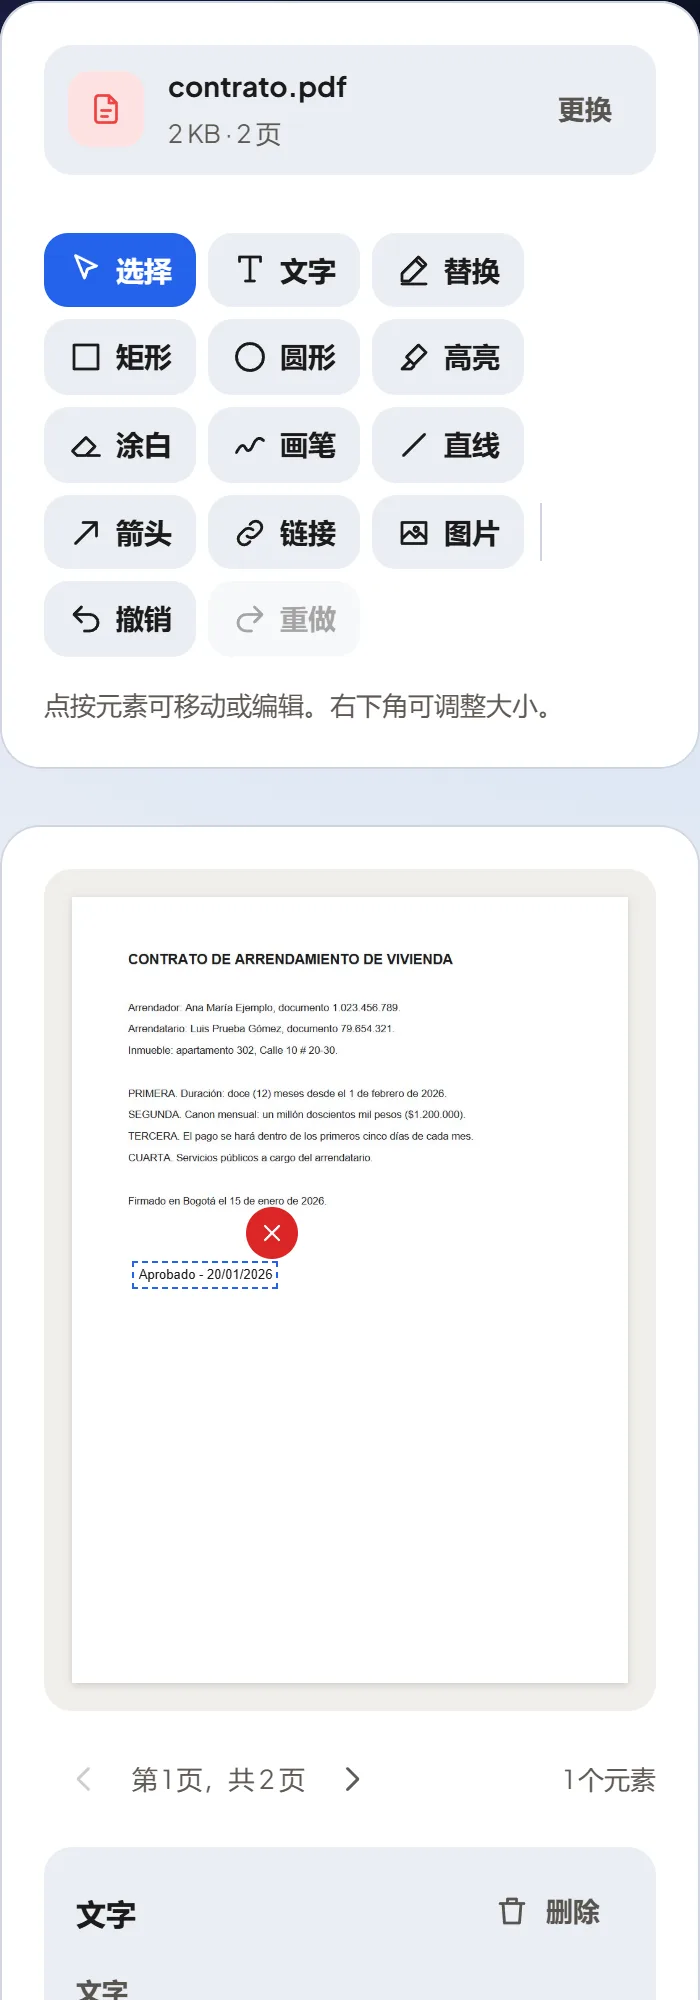 contrato.pdf
2 KB · 2 页
更换
选择
文字
替换
矩形
圆形
高亮
涂白
画笔
直线
箭头
链接
图片
撤销
重做
点按元素可移动或编辑。右下角可调整大小。
CONTRATO DE ARRENDAMIENTO DE VIVIENDA
Arrendador: Ana María Ejemplo, documento 1.023.456.789.
Arrendatario: Luis Prueba Gómez, documento 79.654.321.
Inmueble: apartamento 302, Calle 10 # 20-30.
PRIMERA. Duración: doce (12) meses desde el 1 de febrero de 2026.
SEGUNDA. Canon mensual: un millón doscientos mil pesos ($1.200.000).
TERCERA. El pago se hará dentro de los primeros cinco días de cada mes.
CUARTA. Servicios públicos a cargo del arrendatario.
Firmado en Bogotá el 15 de enero de 2026.
Aprobado - 20/01/2026
第 1 页，共 2 页
1 个元素
文字
删除
文字